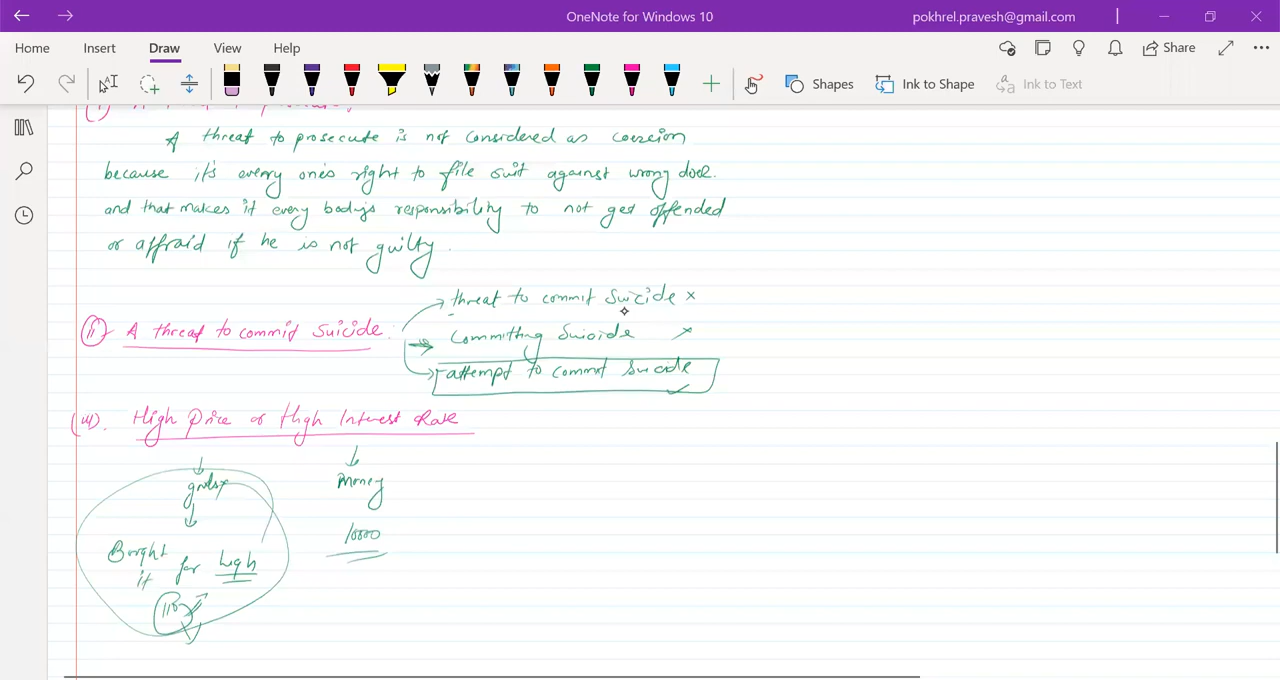 OneNote for Windows 10
pokhrel.pravesh@gmail.com
Home Insert Draw View Help
Share
Shapes Ink to Shape Ink to Text
A threat to prosecute is not considered as coercion
because it's every one's right to file suit against wrong doer.
and that makes it every body's responsibility to not get offended
or affraid if he is not guilty.
threat to commit suicide ×
(ii) A threat to commit suicide:
Committing suicide ×
attempt to commit suicide
(iii). High Price or High Interest Rate
Money
Bought it for high
10000